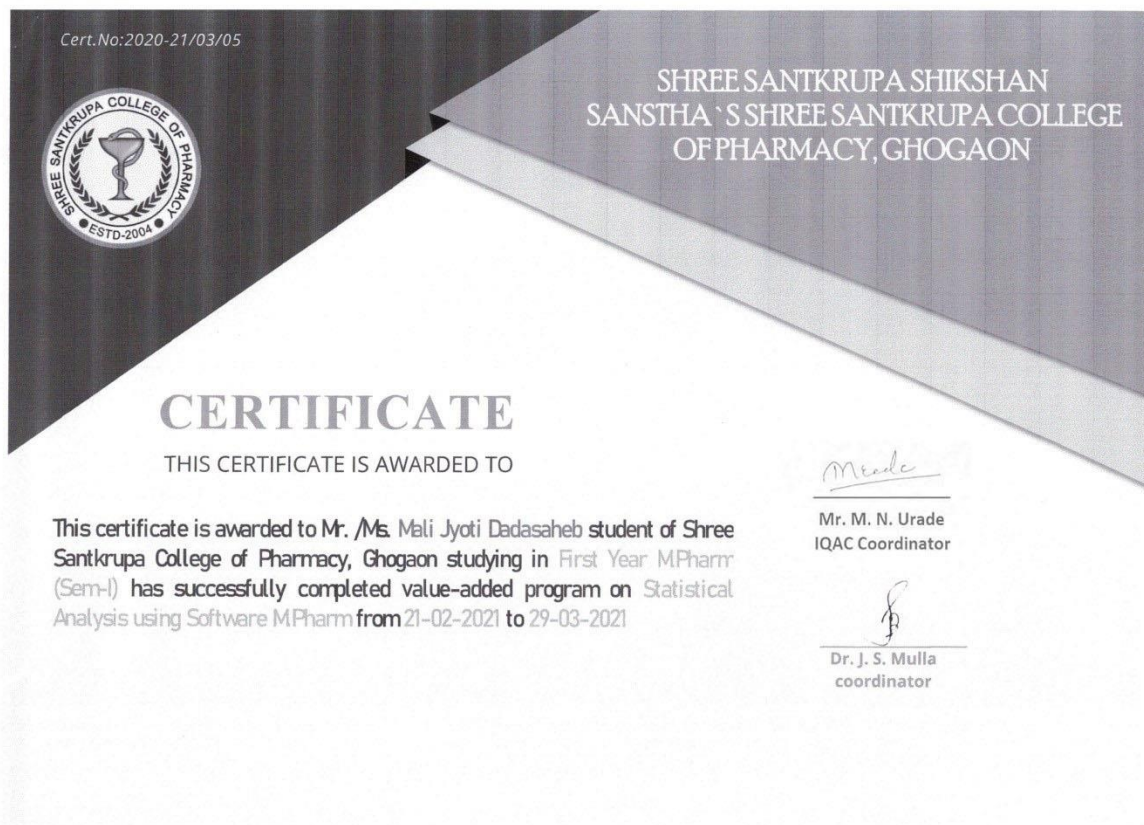 Cert.No:2020-21/03/05
SHREE SANTKRUPA COLLEGE OF PHARMACY
ESTD-2004
SHREE SANTKRUPA SHIKSHAN
SANSTHA`S SHREE SANTKRUPA COLLEGE
OF PHARMACY, GHOGAON
CERTIFICATE
THIS CERTIFICATE IS AWARDED TO
This certificate is awarded to Mr. /Ms. Mali Jyoti Dadasaheb student of Shree
Santkrupa College of Pharmacy, Ghogaon studying in First Year M.Pharm
(Sem-I) has successfully completed value-added program on Statistical
Analysis using Software M.Pharm from 21-02-2021 to 29-03-2021
Mr. M. N. Urade
IQAC Coordinator
Dr. J. S. Mulla
coordinator